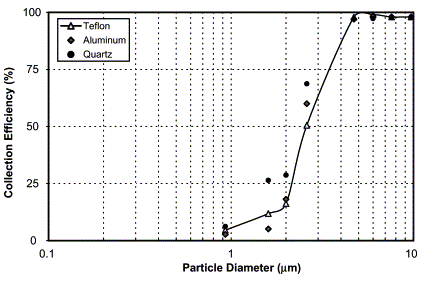 100
Teflon
Aluminum
Quartz
75
50
25
0
Collection Efficiency (%)
0.1
1
10
Particle Diameter (μm)